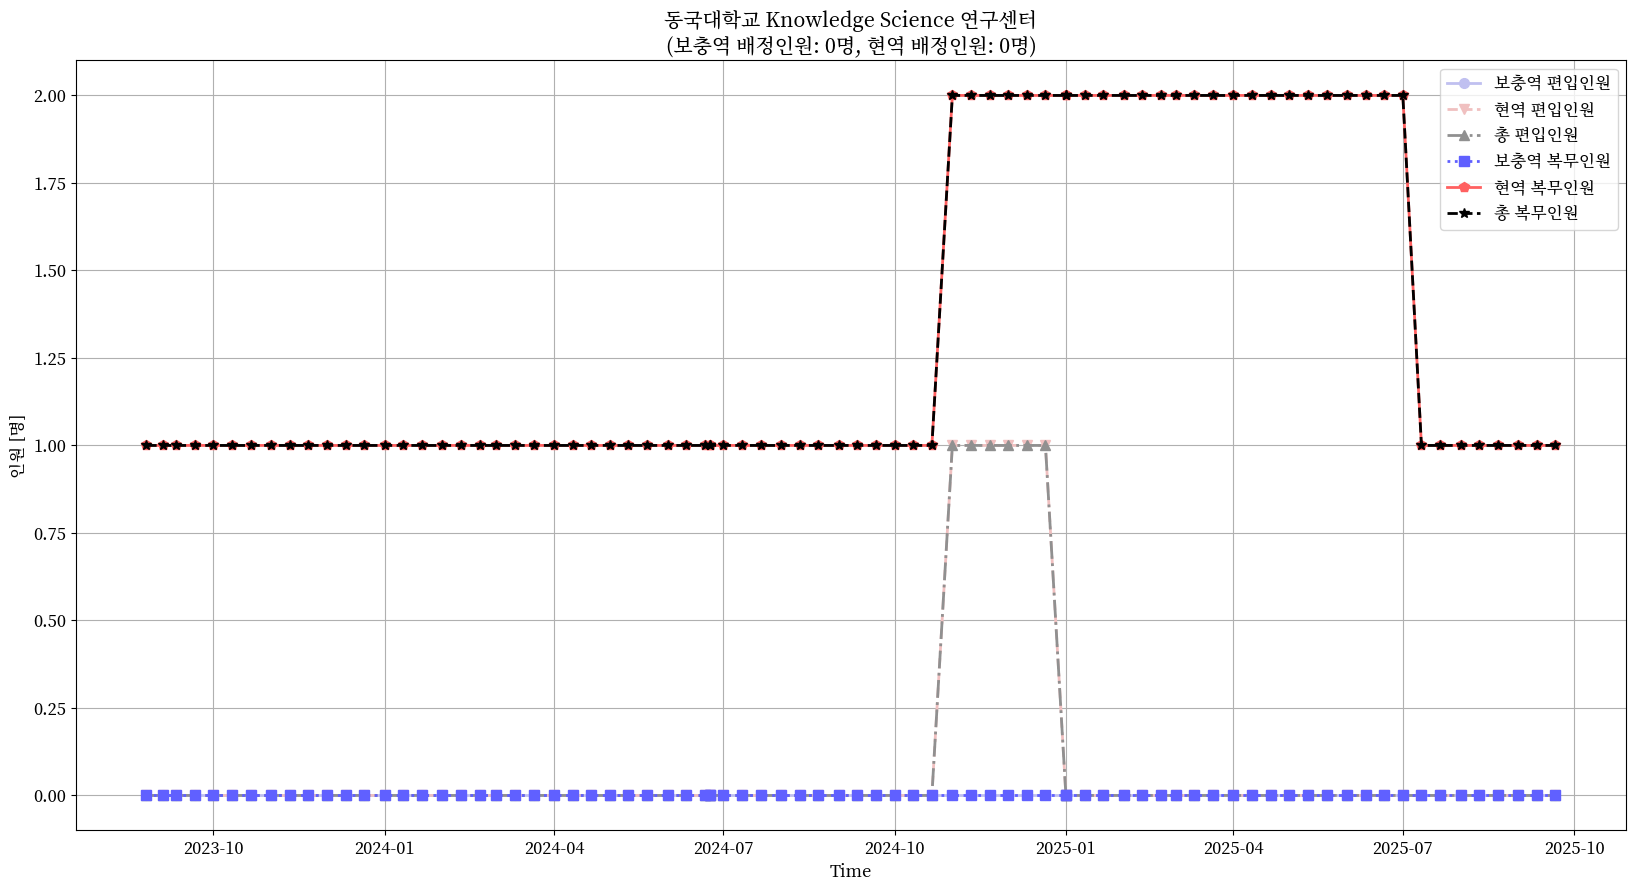 동국대학교 Knowledge Science 연구센터
(보충역 배정인원: 0명, 현역 배정인원: 0명)
보충역 편입인원
현역 편입인원
총 편입인원
보충역 복무인원
현역 복무인원
총 복무인원
2.00
1.75
1.50
1.25
1.00
0.75
0.50
0.25
0.00
인원 [명]
2023-10
2024-01
2024-04
2024-07
2024-10
2025-01
2025-04
2025-07
2025-10
Time